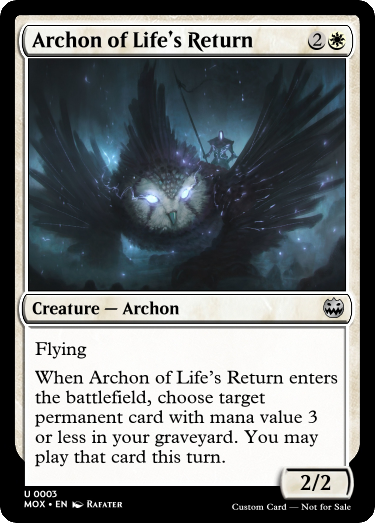 Archon of Life's Return 2
Creature — Archon
Flying
When Archon of Life's Return enters
the battlefield, choose target
permanent card with mana value 3
or less in your graveyard. You may
play that card this turn.
2/2
U 0003
MOX • EN Rafater
Custom Card — Not for Sale